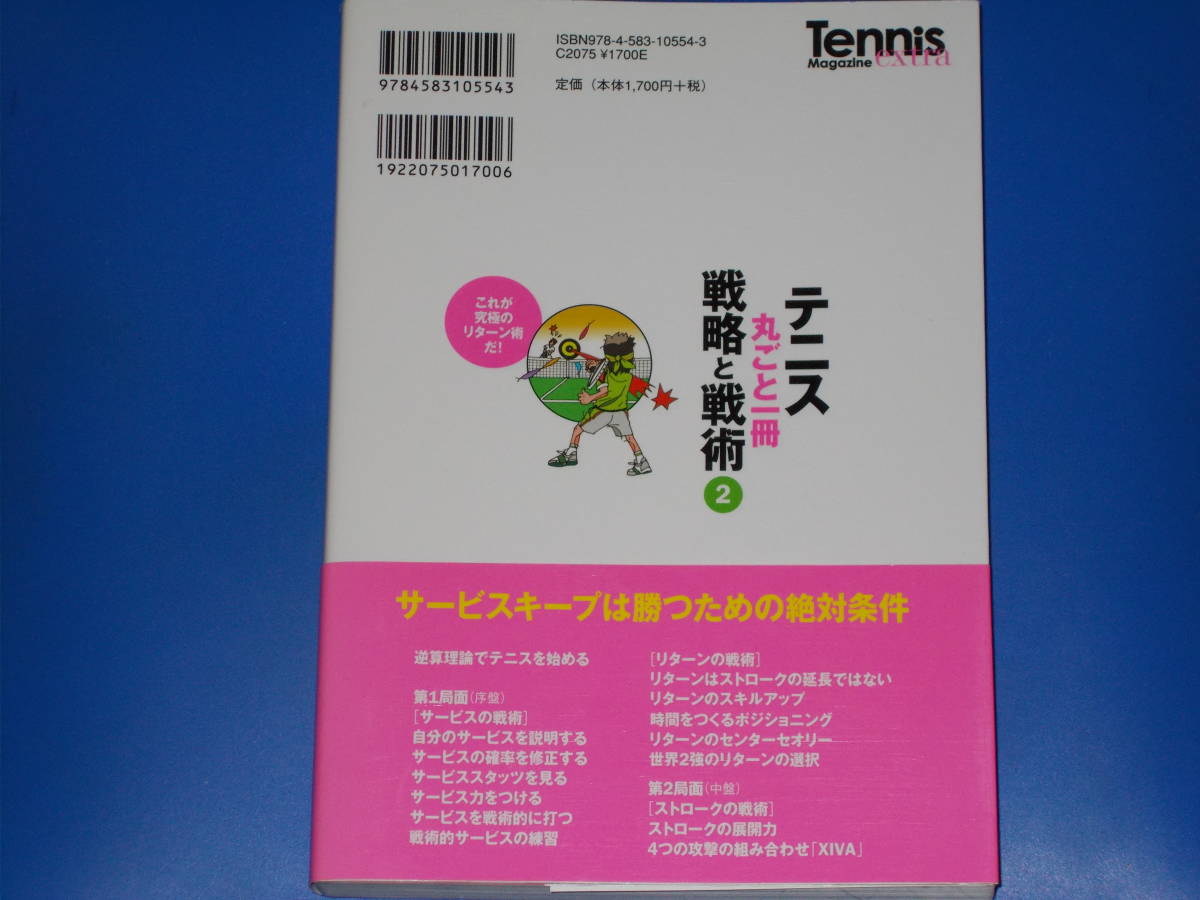 ISBN978-4-583-10554-3
C2075 ¥1700E
定価（本体1,700円＋税）
9784583105543
1922075017006
Tennis
Magazine extra
テニス
丸ごと一冊
戦略と戦術
2
これが
究極の
リターン術
だ!
サービスキープは勝つための絶対条件
逆算理論でテニスを始める
第1局面（序盤）
［サービスの戦術］
自分のサービスを説明する
サービスの確率を修正する
サービススタッツを見る
サービス力をつける
サービスを戦術的に打つ
戦術的サービスの練習
［リターンの戦術］
リターンはストロークの延長ではない
リターンのスキルアップ
時間をつくるポジショニング
リターンのセンターセオリー
世界2強のリターンの選択
第2局面（中盤）
［ストロークの戦術］
ストロークの展開力
4つの攻撃の組み合わせ「XIVA」